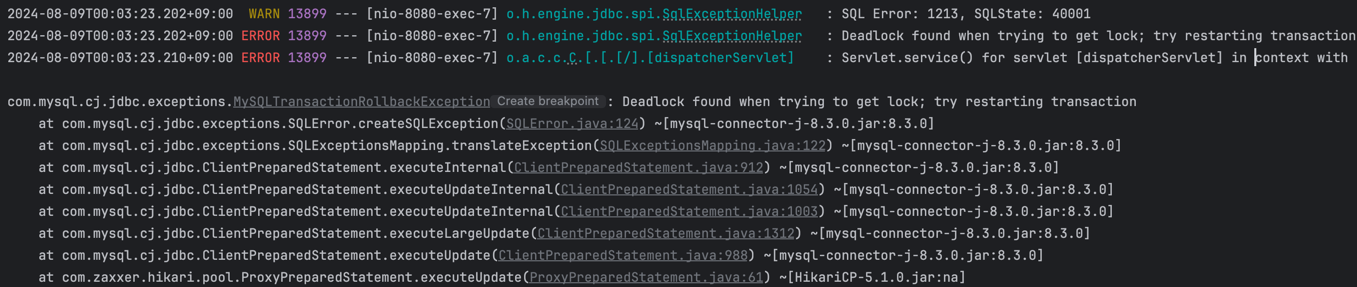 2024-08-09T00:03:23.202+09:00  WARN 13899 --- [nio-8080-exec-7] o.h.engine.jdbc.spi.SqlExceptionHelper   : SQL Error: 1213, SQLState: 40001
2024-08-09T00:03:23.202+09:00 ERROR 13899 --- [nio-8080-exec-7] o.h.engine.jdbc.spi.SqlExceptionHelper   : Deadlock found when trying to get lock; try restarting transaction
2024-08-09T00:03:23.210+09:00 ERROR 13899 --- [nio-8080-exec-7] o.a.c.c.C.[.[.[/].[dispatcherServlet]    : Servlet.service() for servlet [dispatcherServlet] in context with
com.mysql.cj.jdbc.exceptions.MySQLTransactionRollbackException Create breakpoint : Deadlock found when trying to get lock; try restarting transaction
    at com.mysql.cj.jdbc.exceptions.SQLError.createSQLException(SQLError.java:124) ~[mysql-connector-j-8.3.0.jar:8.3.0]
    at com.mysql.cj.jdbc.exceptions.SQLExceptionsMapping.translateException(SQLExceptionsMapping.java:122) ~[mysql-connector-j-8.3.0.jar:8.3.0]
    at com.mysql.cj.jdbc.ClientPreparedStatement.executeInternal(ClientPreparedStatement.java:912) ~[mysql-connector-j-8.3.0.jar:8.3.0]
    at com.mysql.cj.jdbc.ClientPreparedStatement.executeUpdateInternal(ClientPreparedStatement.java:1054) ~[mysql-connector-j-8.3.0.jar:8.3.0]
    at com.mysql.cj.jdbc.ClientPreparedStatement.executeUpdateInternal(ClientPreparedStatement.java:1003) ~[mysql-connector-j-8.3.0.jar:8.3.0]
    at com.mysql.cj.jdbc.ClientPreparedStatement.executeLargeUpdate(ClientPreparedStatement.java:1312) ~[mysql-connector-j-8.3.0.jar:8.3.0]
    at com.mysql.cj.jdbc.ClientPreparedStatement.executeUpdate(ClientPreparedStatement.java:988) ~[mysql-connector-j-8.3.0.jar:8.3.0]
    at com.zaxxer.hikari.pool.ProxyPreparedStatement.executeUpdate(ProxyPreparedStatement.java:61) ~[HikariCP-5.1.0.jar:na]